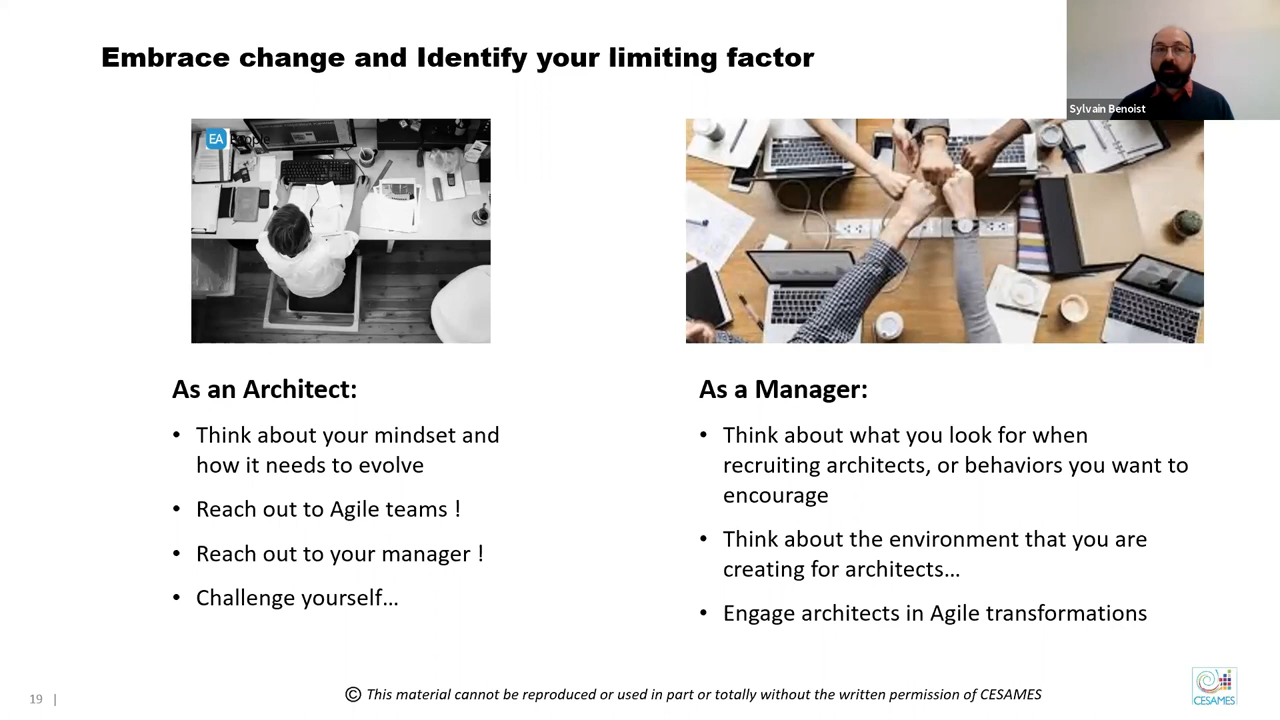 Embrace change and Identify your limiting factor
Sylvain Benoist
EA People
As an Architect:
• Think about your mindset and
how it needs to evolve
• Reach out to Agile teams !
• Reach out to your manager !
• Challenge yourself…
As a Manager:
• Think about what you look for when
recruiting architects, or behaviors you want to
encourage
• Think about the environment that you are
creating for architects…
• Engage architects in Agile transformations
19 |
© This material cannot be reproduced or used in part or totally without the written permission of CESAMES
CESAMES